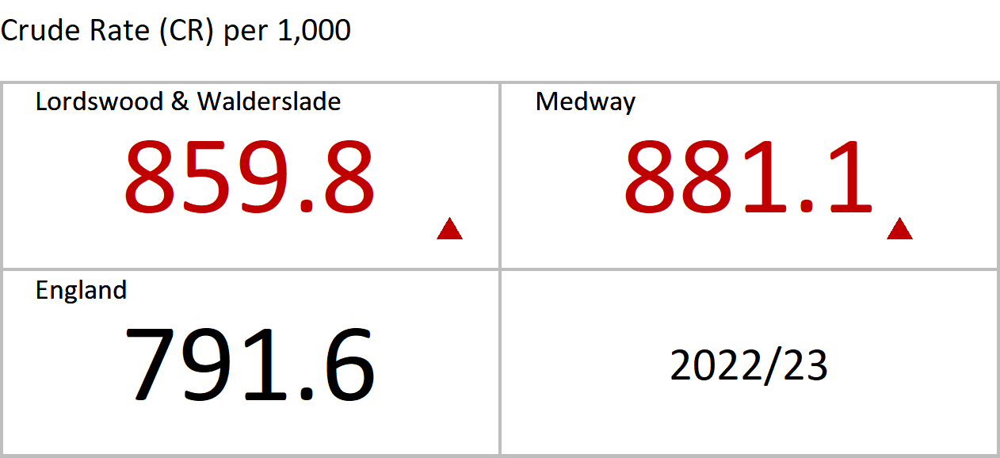 Crude Rate (CR) per 1,000
Lordswood & Walderslade
859.8
Medway
881.1
England
791.6
2022/23